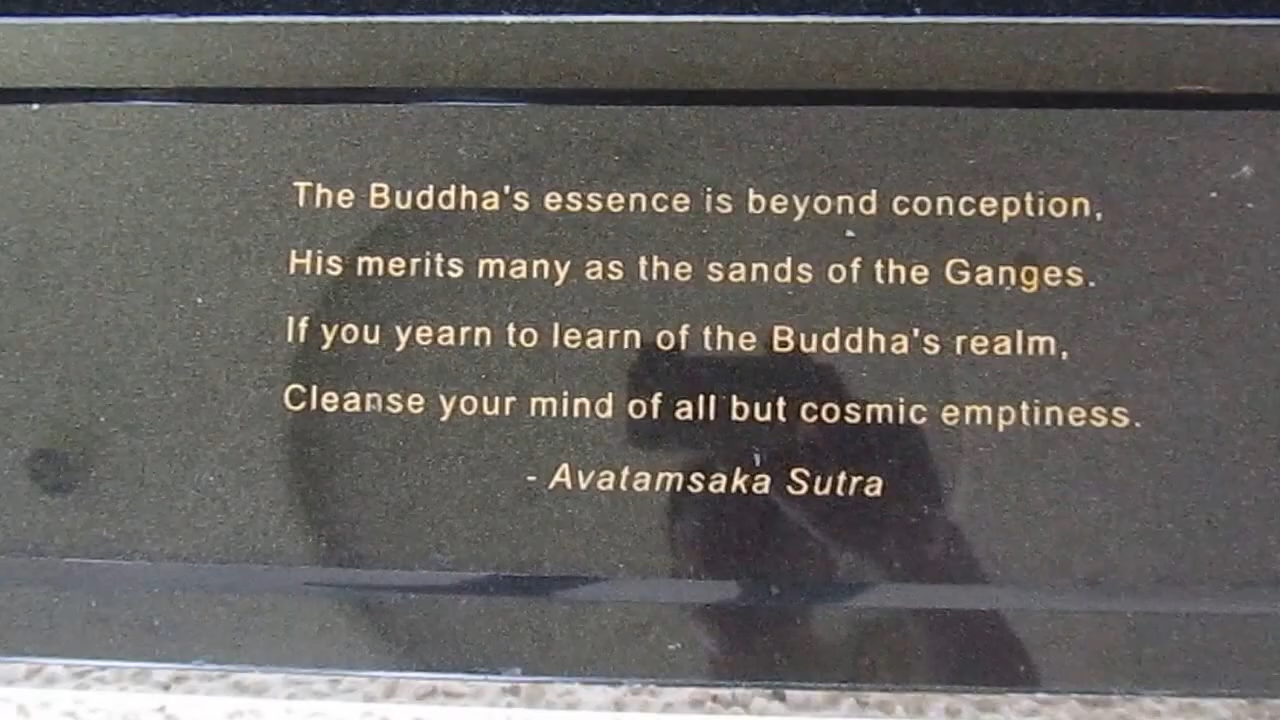 The Buddha's essence is beyond conception,
His merits many as the sands of the Ganges.
If you yearn to learn of the Buddha's realm,
Cleanse your mind of all but cosmic emptiness.
- Avatamsaka Sutra